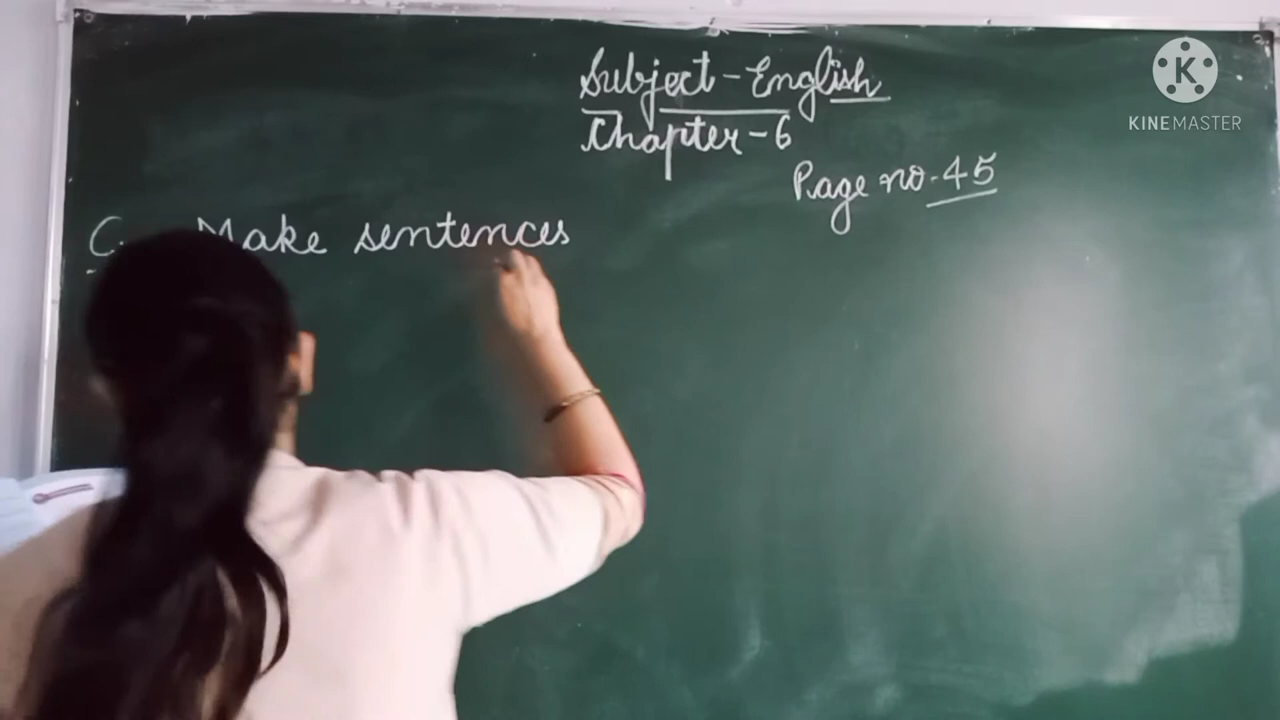 Subject - English
Chapter - 6
Page no. 45
C. Make sentences
K
KINEMASTER